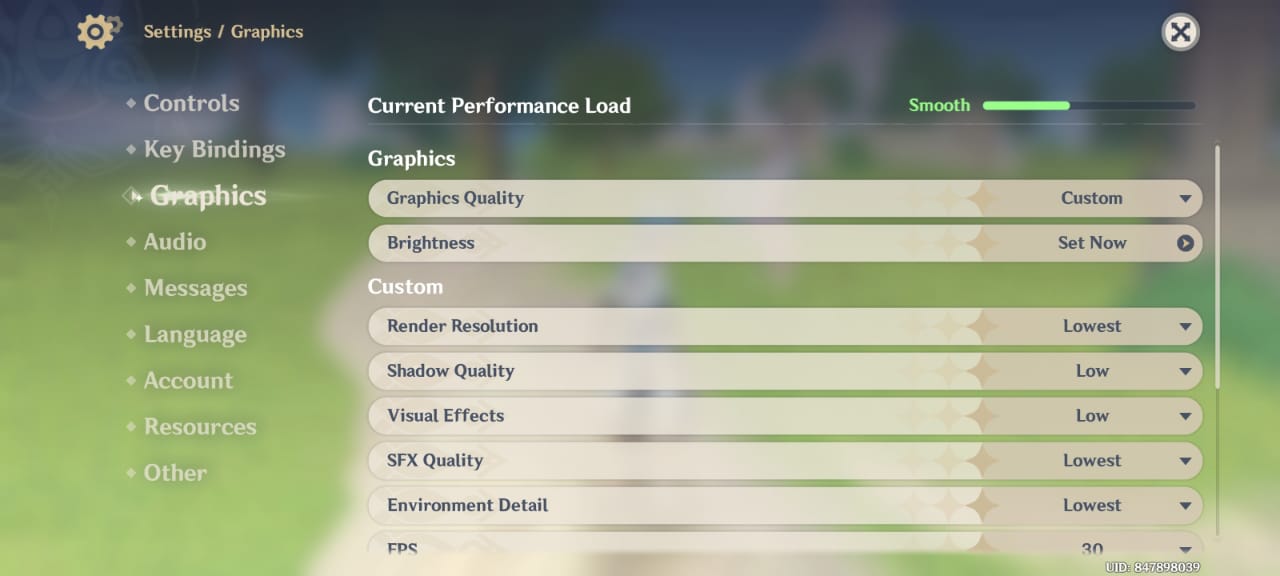 Settings / Graphics
Controls
Key Bindings
Graphics
Audio
Messages
Language
Account
Resources
Other
Current Performance Load Smooth
Graphics
Graphics Quality Custom
Brightness Set Now
Custom
Render Resolution Lowest
Shadow Quality Low
Visual Effects Low
SFX Quality Lowest
Environment Detail Lowest
FPS 30
UID: 847898039